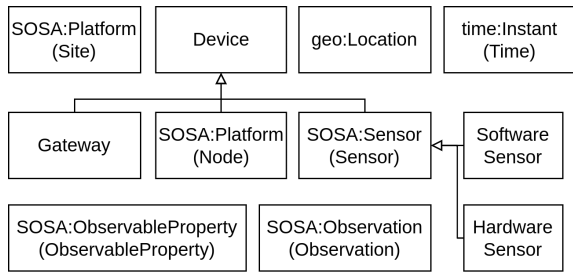 SOSA:Platform
(Site)
Device
geo:Location
time:Instant
(Time)
Gateway
SOSA:Platform
(Node)
SOSA:Sensor
(Sensor)
Software
Sensor
SOSA:ObservableProperty
(ObservableProperty)
SOSA:Observation
(Observation)
Hardware
Sensor